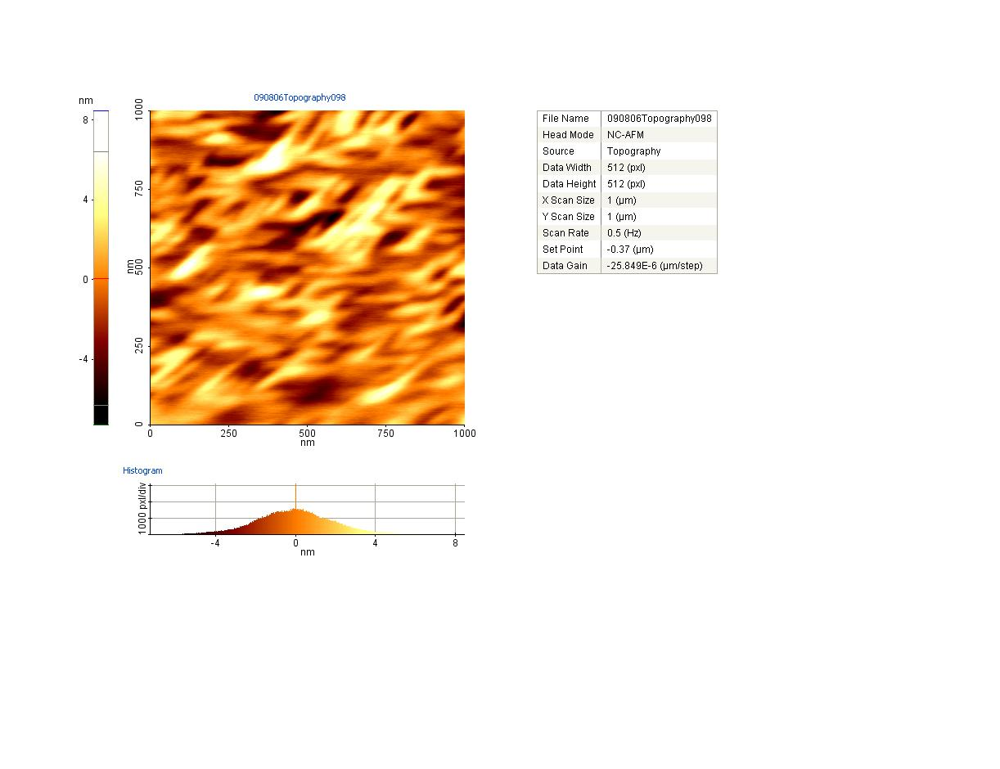 090806Topography098
nm
8
4
0
-4
1000
750
500
250
0
nm
0 250 500 750 1000
nm
File Name 090806Topography098
Head Mode NC-AFM
Source Topography
Data Width 512 (pxl)
Data Height 512 (pxl)
X Scan Size 1 (µm)
Y Scan Size 1 (µm)
Scan Rate 0.5 (Hz)
Set Point -0.37 (µm)
Data Gain -25.849E-6 (µm/step)
Histogram
1000 pxl/div
-4 0 4 8
nm